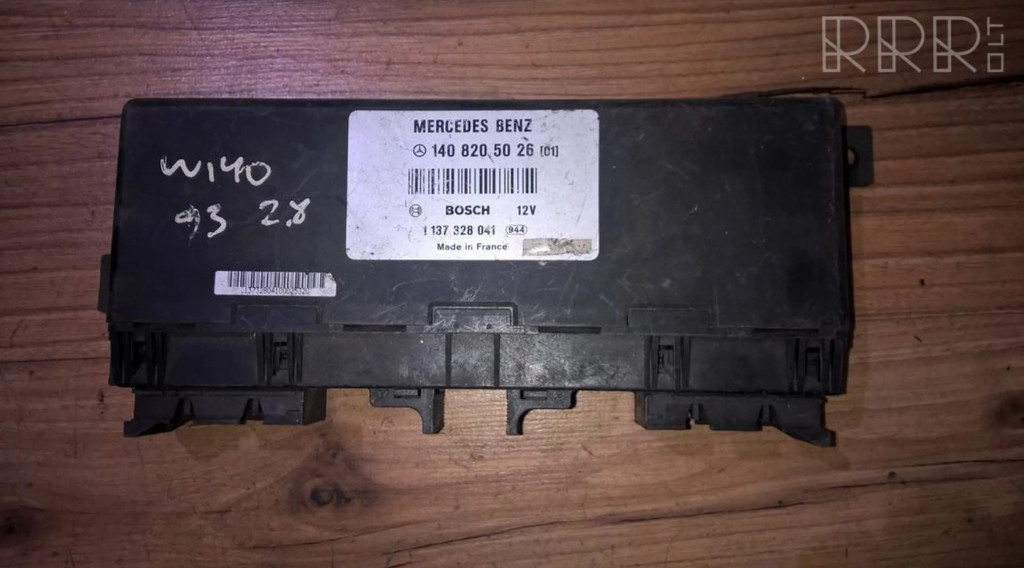 RRR.LT
MERCEDES BENZ
140 820 50 26 [01]
BOSCH 12V
1 137 328 041 944
Made in France
W140
93 2.8